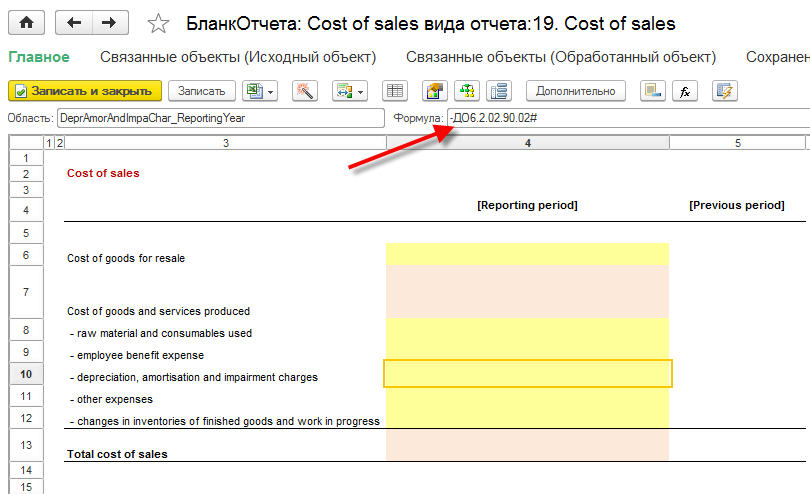 БланкОтчета: Cost of sales вида отчета:19. Cost of sales
Главное Связанные объекты (Исходный объект) Связанные объекты (Обработанный объект) Сохранен
Записать и закрыть Записать Дополнительно fx
Область: DeprAmorAndImpaChar_ReportingYear Формула: -ДО6.2.02.90.02#
1 2 3 4 5
1
2 Cost of sales
3
4 [Reporting period] [Previous period]
5
6 Cost of goods for resale
7 Cost of goods and services produced
8 - raw material and consumables used
9 - employee benefit expense
10 - depreciation, amortisation and impairment charges
11 - other expenses
12 - changes in inventories of finished goods and work in progress
13 Total cost of sales
14
15